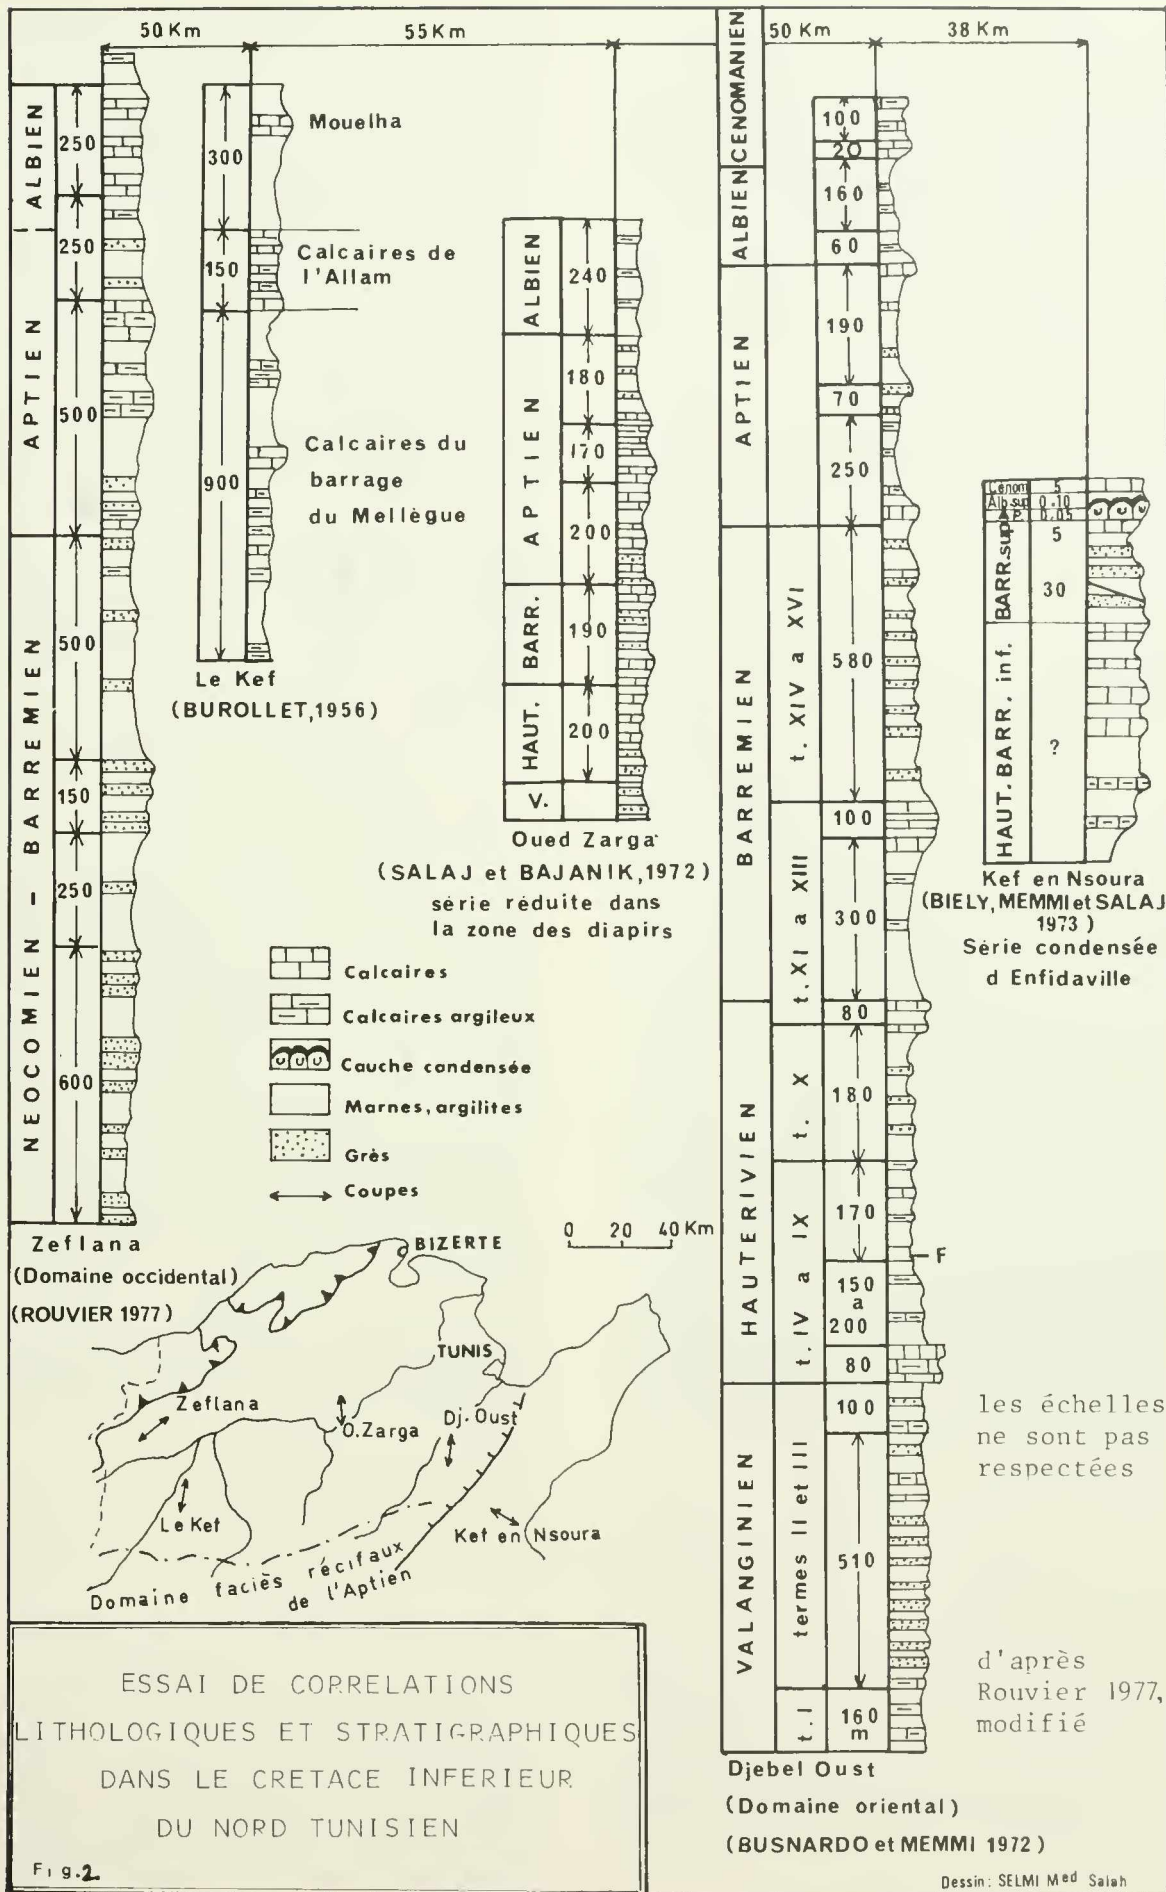 50 Km
55 Km
50 Km
38 Km
ALBIEN
APTIEN
NEOCOMIEN - BARREMIEN
250
250
500
500
150
250
600
Zeflana
(Domaine occidental)
(ROUVIER 1977)
300
150
900
Mouelha
Calcaires de
l'Allam
Calcaires du
barrage
du Mellègue
Le Kef
(BUROLLET,1956)
ALBIEN
APTIEN
BARR.
HAUT.
V.
240
180
170
200
190
200
Oued Zarga
(SALAJ et BAJANIK,1972)
série réduite dans
la zone des diapirs
CENOMANIEN
ALBIEN
APTIEN
BARREMIEN
HAUTERIVIEN
VALANGINIEN
t. XIV a XVI
t. XI a XIII
t. X
t. IV a IX
termes II et III
t. I
100
20
160
60
190
70
250
580
100
300
80
180
170
F
150
a
200
80
100
510
160
m
Djebel Oust
(Domaine oriental)
(BUSNARDO et MEMMI 1972)
Cenom
5
Alb.sup
0.10
A P.
0.05
BARR.sup
5
30
HAUT. BARR. inf.
?
Kef en Nsoura
(BIELY, MEMMI et SALAJ
1973)
Série condensée
d Enfidaville
Calcaires
Calcaires argileux
Cauche condensée
Marnes, argilites
Grès
Coupes
0 20 40 Km
BIZERTE
TUNIS
Zeflana
O.Zarga
Dj. Oust
Le Kef
Kef en Nsoura
Domaine faciès récifaux
de l'Aptien
les échelles
ne sont pas
respectées
d'après
Rouvier 1977,
modifié
ESSAI DE CORRELATIONS
LITHOLOGIQUES ET STRATIGRAPHIQUES
DANS LE CRETACE INFERIEUR
DU NORD TUNISIEN
Fig.2
Dessin: SELMI Med Salah